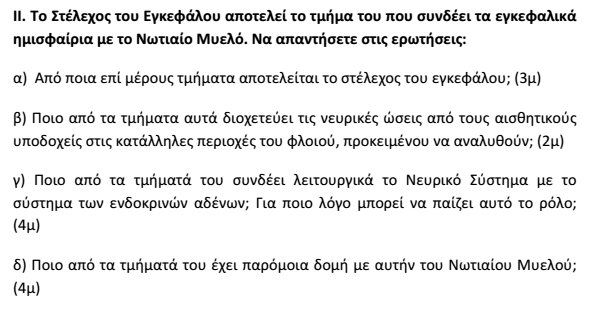 ΙΙ. Το Στέλεχος του Εγκεφάλου αποτελεί το τμήμα του που συνδέει τα εγκεφαλικά
ημισφαίρια με το Νωτιαίο Μυελό. Να απαντήσετε στις ερωτήσεις:
α) Από ποια επί μέρους τμήματα αποτελείται το στέλεχος του εγκεφάλου; (3μ)
β) Ποιο από τα τμήματα αυτά διοχετεύει τις νευρικές ώσεις από τους αισθητικούς
υποδοχείς στις κατάλληλες περιοχές του φλοιού, προκειμένου να αναλυθούν; (2μ)
γ) Ποιο από τα τμήματά του συνδέει λειτουργικά το Νευρικό Σύστημα με το
σύστημα των ενδοκρινών αδένων; Για ποιο λόγο μπορεί να παίζει αυτό το ρόλο;
(4μ)
δ) Ποιο από τα τμήματά του έχει παρόμοια δομή με αυτήν του Νωτιαίου Μυελού;
(4μ)